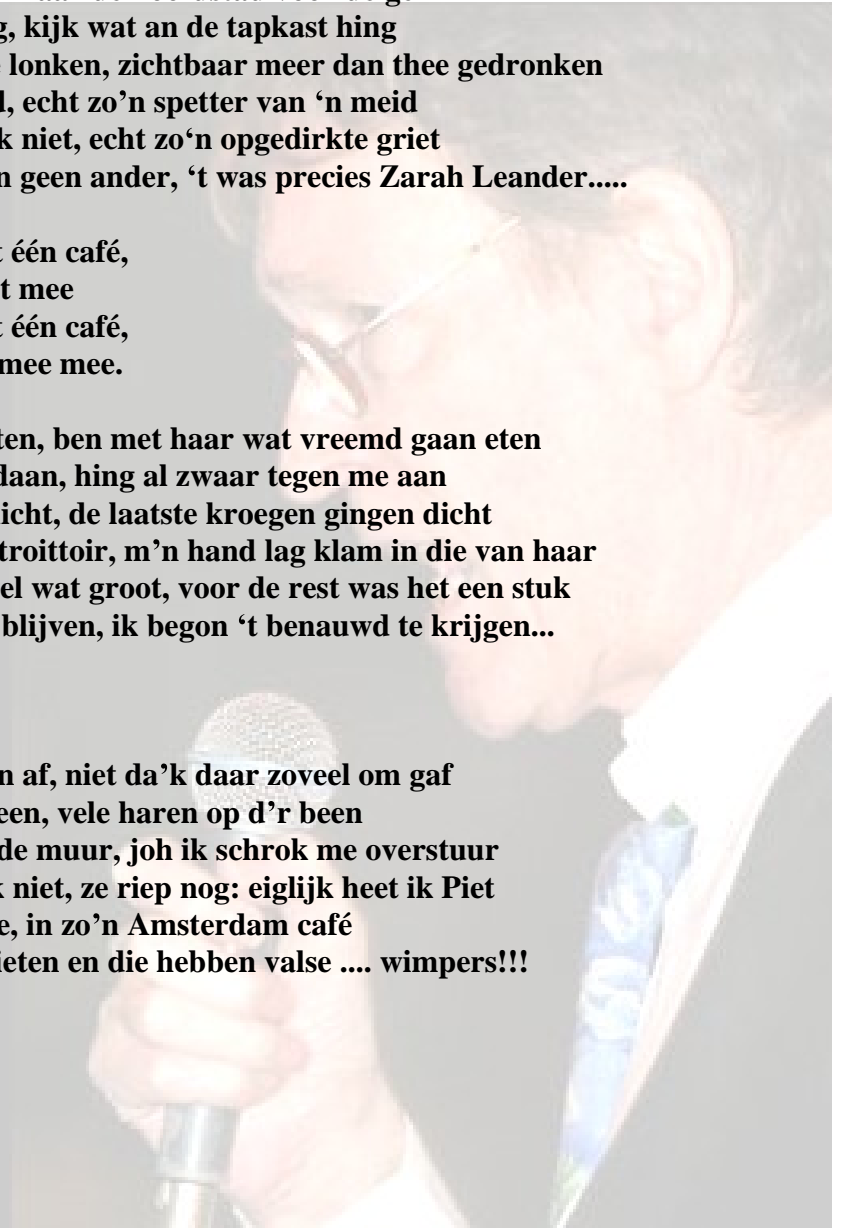 kijk wat an de tapkast hing
lonken, zichtbaar meer dan thee gedronken
echt zo’n spetter van ‘n meid
niet, echt zo‘n opgedirkte griet
geen ander, ‘t was precies Zarah Leander.....
één café,
mee
één café,
mee mee.
ten, ben met haar wat vreemd gaan eten
daan, hing al zwaar tegen me aan
icht, de laatste kroegen gingen dicht
troittoir, m’n hand lag klam in die van haar
el wat groot, voor de rest was het een stuk
blijven, ik begon ‘t benauwd te krijgen...
n af, niet da’k daar zoveel om gaf
een, vele haren op d’r been
de muur, joh ik schrok me overstuur
k niet, ze riep nog: eiglijk heet ik Piet
e, in zo’n Amsterdam café
ieten en die hebben valse .... wimpers!!!